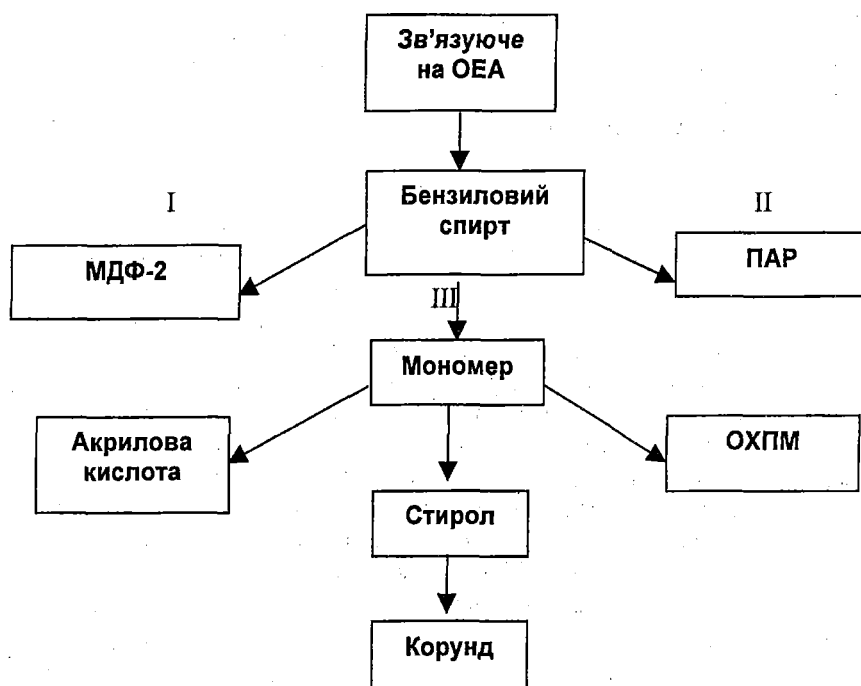 Зв'язуюче
на ОЕА
Бензиловий
спирт
I
II
МДФ-2
ПАР
III
Мономер
Акрилова
кислота
ОХПМ
Стирол
Корунд